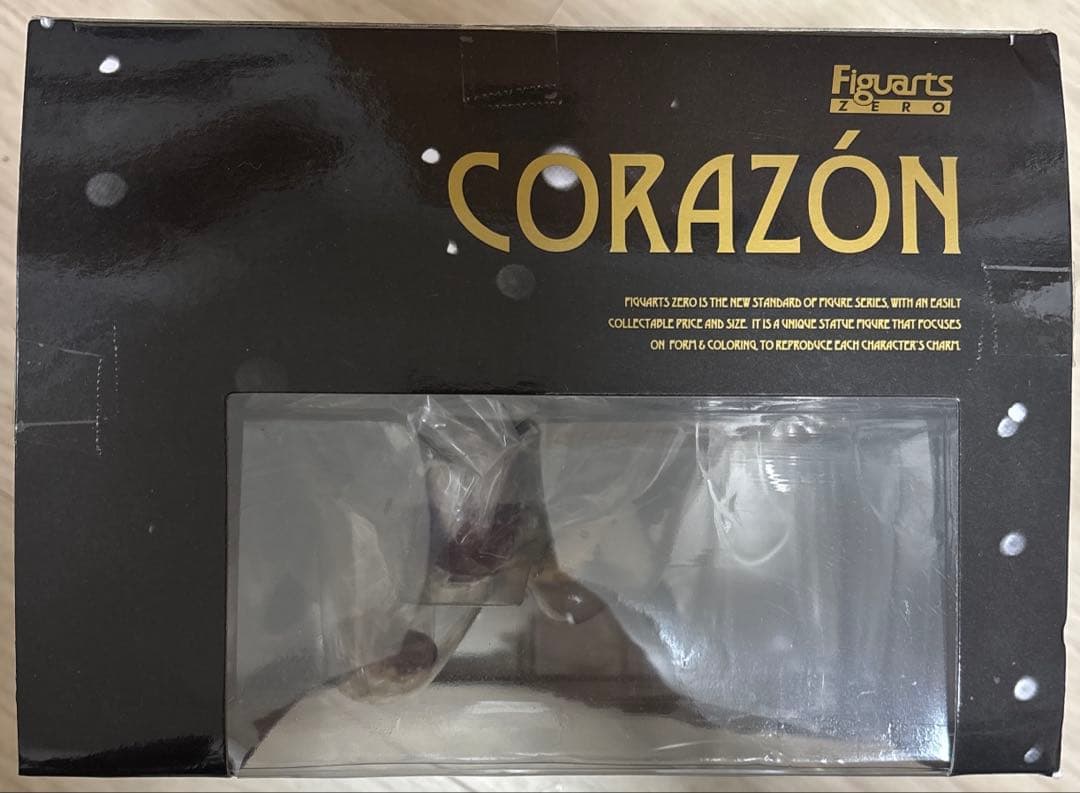 Figuarts
ZERO
CORAZÓN
FIGUARTS ZERO IS THE NEW STANDARD OF FIGURE SERIES, WITH AN EASILY
COLLECTABLE PRICE AND SIZE. IT IS A UNIQUE STATUE FIGURE THAT FOCUSES
ON FORM & COLORING, TO REPRODUCE EACH CHARACTER'S CHARM.